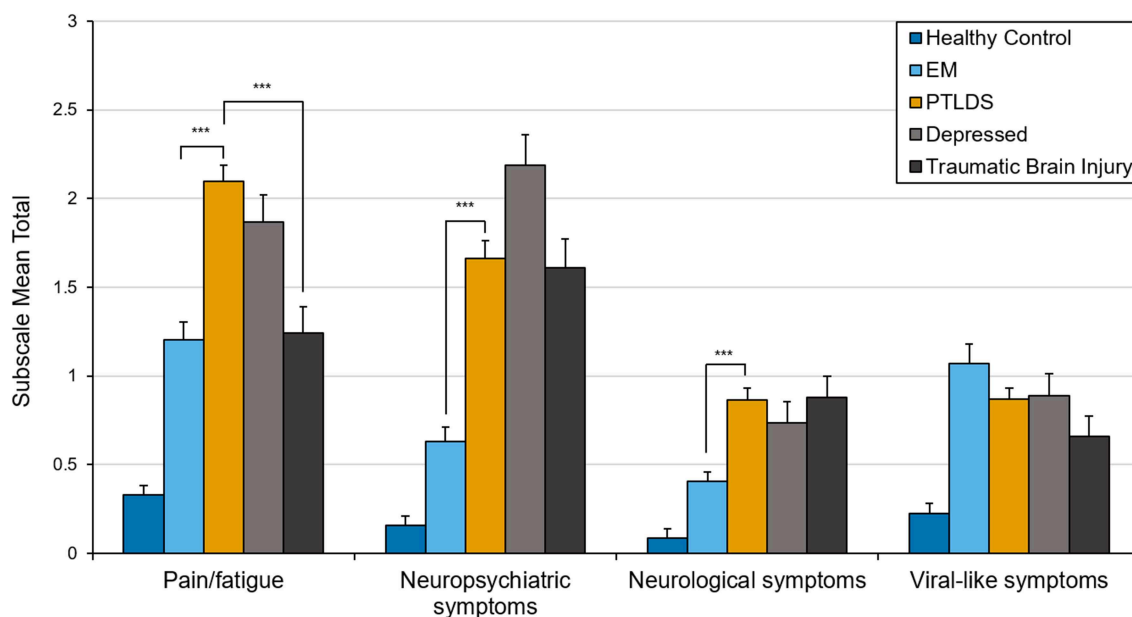 Subscale Mean Total
3
2.5
2
1.5
1
0.5
0
***
***
***
***
Healthy Control
EM
PTLDS
Depressed
Traumatic Brain Injury
Pain/fatigue
Neuropsychiatric
symptoms
Neurological symptoms
Viral-like symptoms